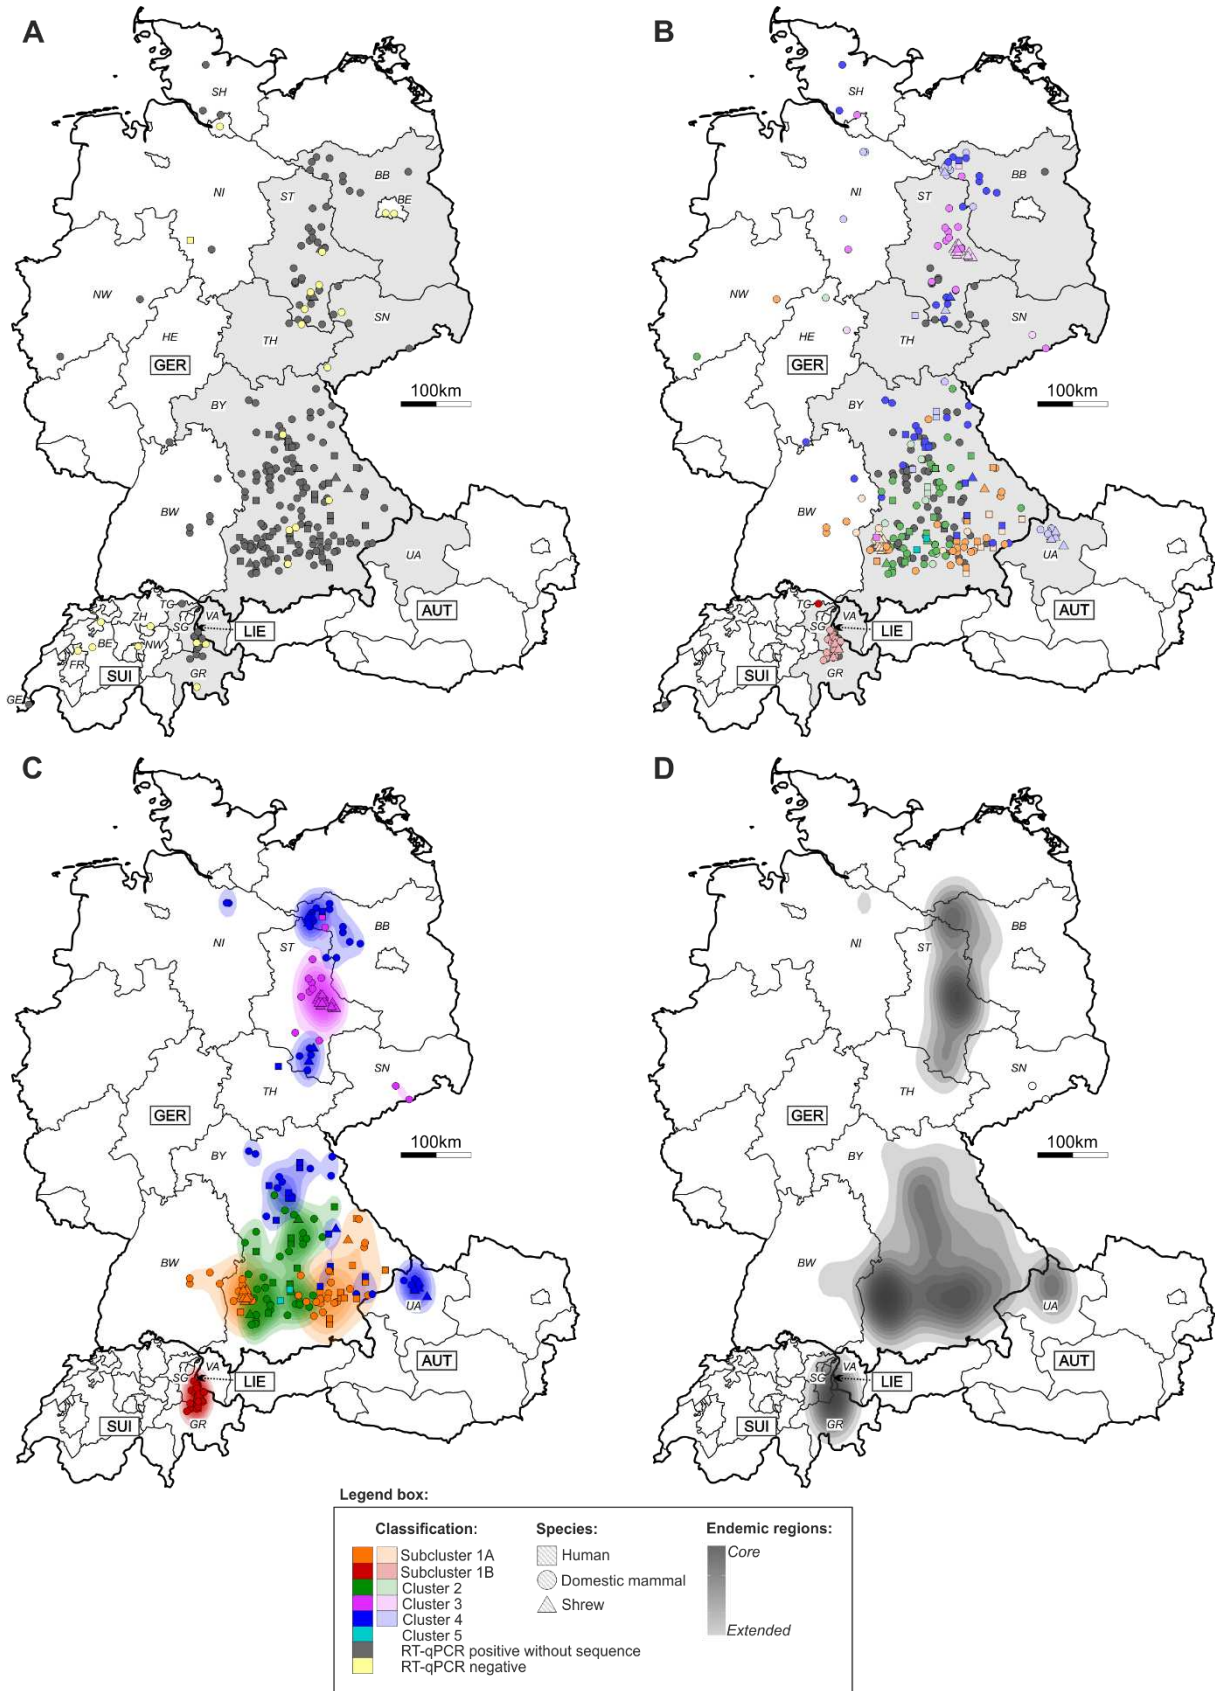 A
SH
NI
ST
BB
BE
NW
HE
GER
TH
SN
100km
BY
BW
UA
AUT
TG
ZH
SG
VA
LIE
BE
NW
FR
SUI
GR
GE
B
SH
NI
ST
BB
NW
HE
GER
TH
SN
100km
BY
BW
UA
AUT
TG
SG
VA
LIE
SUI
GR
C
NI
ST
BB
GER
TH
SN
100km
BY
BW
UA
AUT
SG
VA
LIE
SUI
GR
D
NI
ST
BB
GER
TH
SN
100km
BY
BW
UA
AUT
SG
VA
LIE
SUI
GR
Legend box:
Classification:
Subcluster 1A
Subcluster 1B
Cluster 2
Cluster 3
Cluster 4
Cluster 5
RT-qPCR positive without sequence
RT-qPCR negative
Species:
Human
Domestic mammal
Shrew
Endemic regions:
Core
Extended